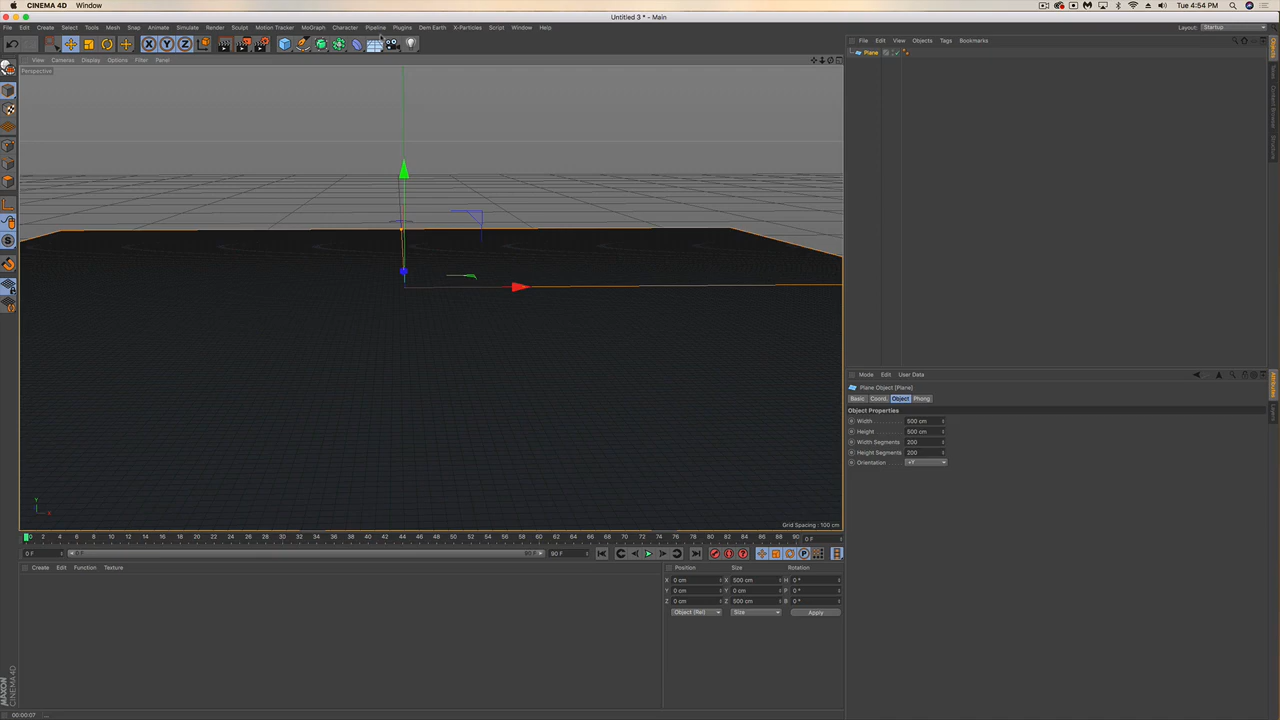 CINEMA 4D Window
Tue 4:54 PM
Untitled 3 * - Main
File Edit Create Select Tools Mesh Snap Animate Simulate Render Sculpt Motion Tracker MoGraph Character Pipeline Plugins Dem Earth X-Particles Script Window Help
Layout: Startup
X Y Z
File Edit View Objects Tags Bookmarks
View Cameras Display Options Filter Panel
Plane
Perspective
Mode Edit User Data
Plane Object [Plane]
Basic Coord. Object Phong
Object Properties
Width 500 cm
Height 500 cm
Width Segments 200
Height Segments 200
Orientation +Y
Y
X
Grid Spacing : 100 cm
0 2 4 6 8 10 12 14 16 18 20 22 24 26 28 30 32 34 36 38 40 42 44 46 48 50 52 54 56 58 60 62 64 66 68 70 72 74 76 78 80 82 84 86 88 90 0 F
0 F 0 F 90 F 90 F
Create Edit Function Texture
Position Size Rotation
X 0 cm X 500 cm H 0 °
Y 0 cm Y 0 cm P 0 °
Z 0 cm Z 500 cm B 0 °
Object (Rel) Size Apply
MAXON
CINEMA 4D
00:00:07